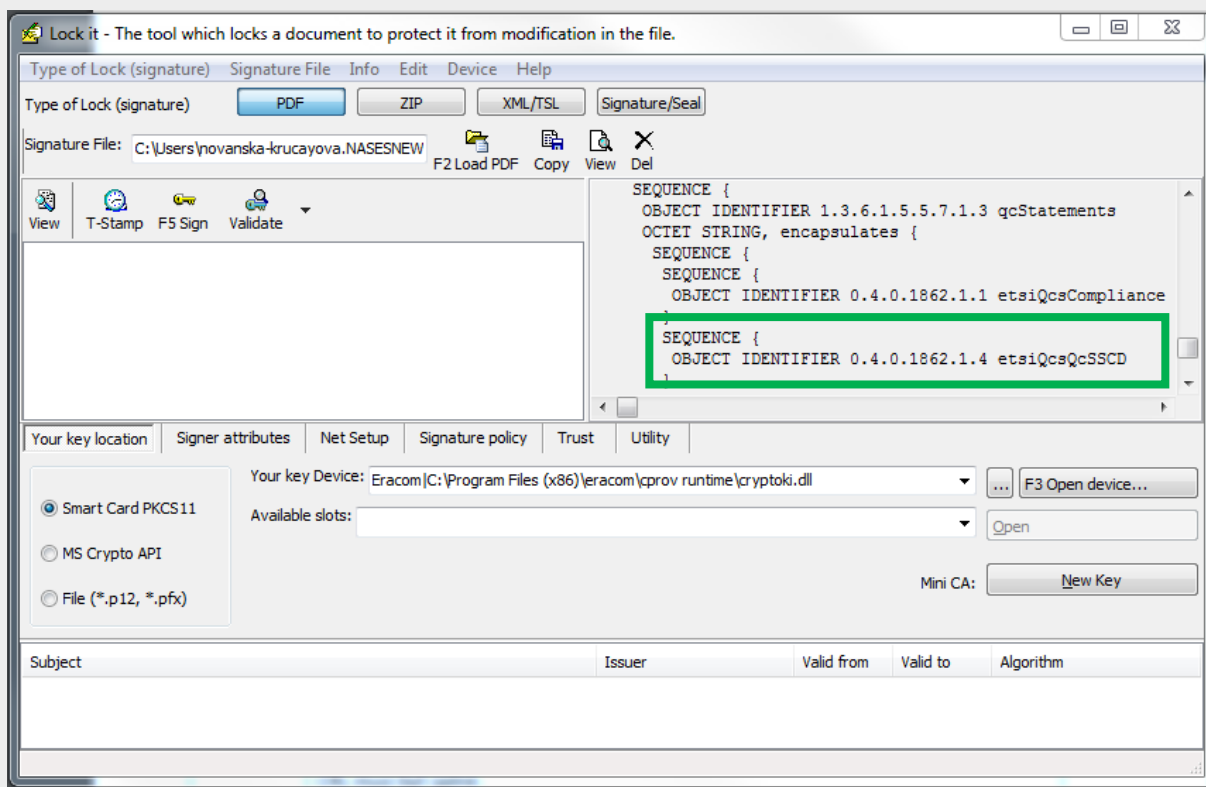 Lock it - The tool which locks a document to protect it from modification in the file.
Type of Lock (signature) Signature File Info Edit Device Help
Type of Lock (signature) PDF ZIP XML/TSL Signature/Seal
Signature File: C:\Users\novanska-krucayova.NASESNEW F2 Load PDF Copy View Del
View T-Stamp F5 Sign Validate
SEQUENCE {
OBJECT IDENTIFIER 1.3.6.1.5.5.7.1.3 qcStatements
OCTET STRING, encapsulates {
SEQUENCE {
SEQUENCE {
OBJECT IDENTIFIER 0.4.0.1862.1.1 etsiQcsCompliance
}
SEQUENCE {
OBJECT IDENTIFIER 0.4.0.1862.1.4 etsiQcsQcSSCD
}
Your key location Signer attributes Net Setup Signature policy Trust Utility
Your key Device: Eracom|C:\Program Files (x86)\eracom\cprov runtime\cryptoki.dll ... F3 Open device...
Smart Card PKCS11
Available slots: Open
MS Crypto API
Mini CA: New Key
File (*.p12, *.pfx)
Subject Issuer Valid from Valid to Algorithm